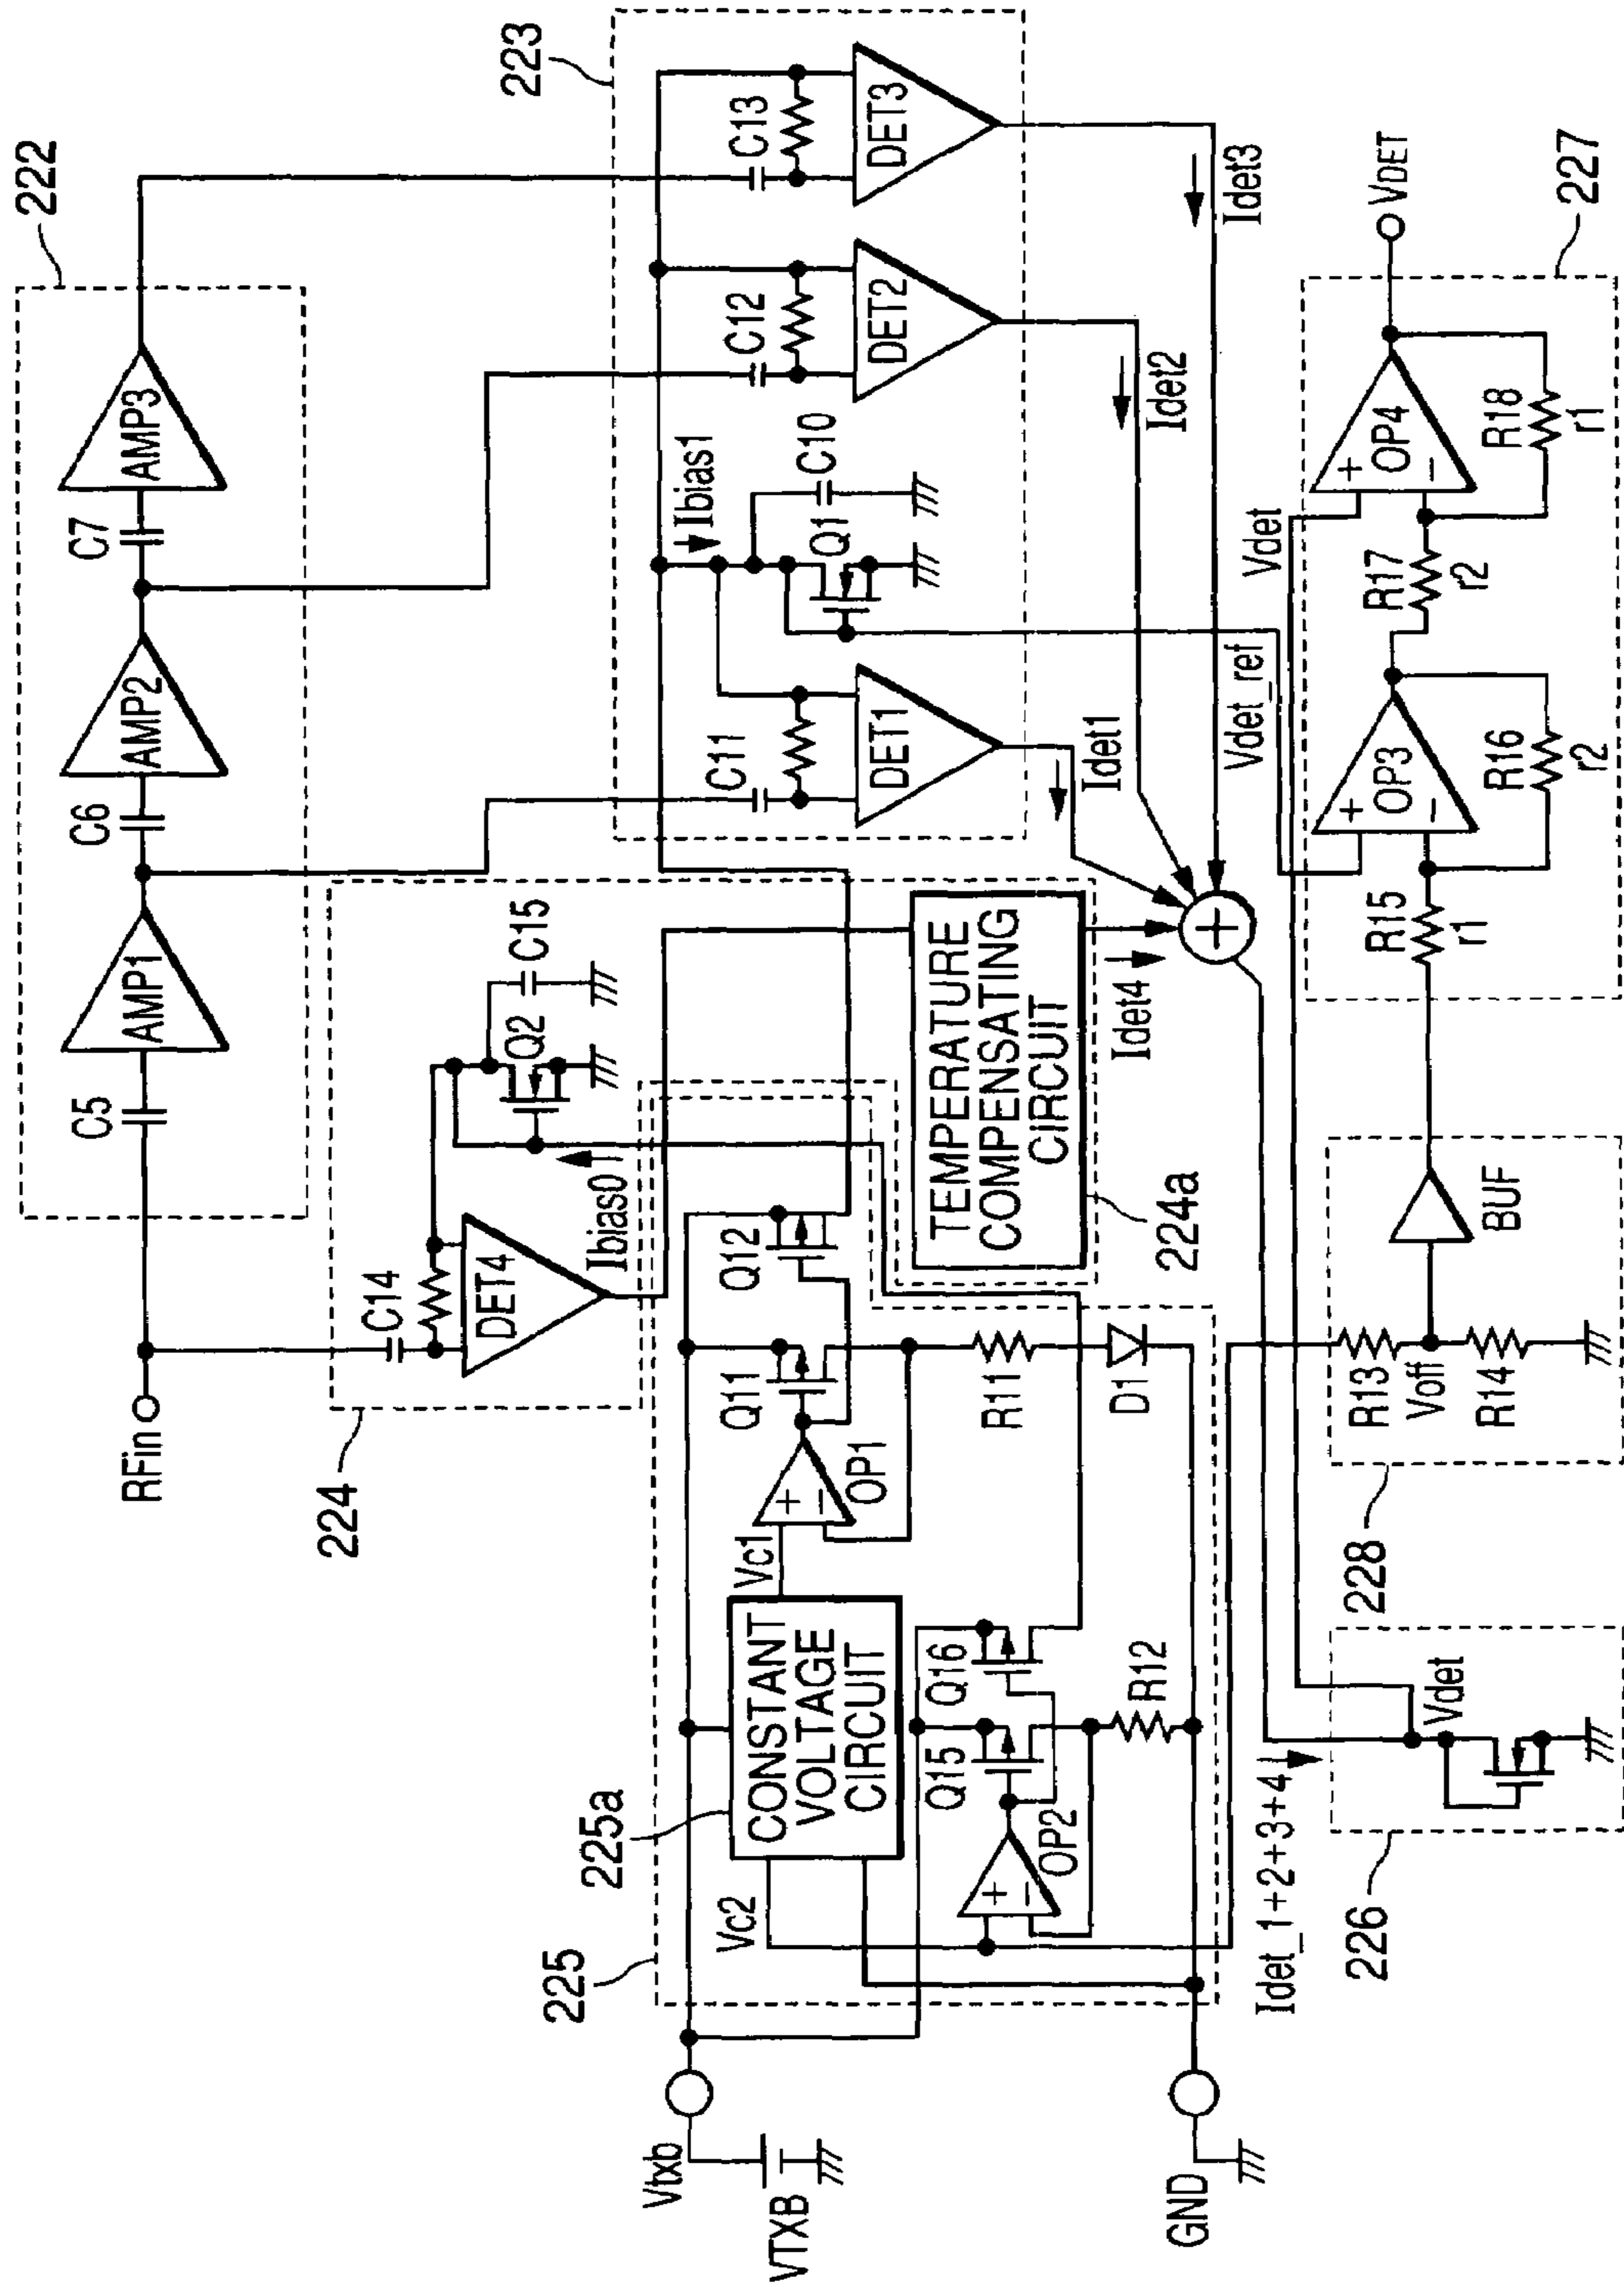 222
RFin
C5
AMP1
C6
AMP2
C7
AMP3
223
224
C14
DET4
Q2
C15
Ibias0
C11
DET1
Ibias1
Q1
C10
C12
DET2
C13
DET3
225
225a
Vtxb
VTXB
GND
CONSTANT
VOLTAGE
CIRCUIT
Vc1
Vc2
+
−
OP1
Q11
Q12
R11
D1
+
−
OP2
Q15
Q16
R12
TEMPERATURE
COMPENSATING
CIRCUIT
224a
Idet4
Idet1
Idet2
Idet3
+
Vdet_ref
Vdet
Idet_1+2+3+4
Vdet
226
228
R13
Voff
R14
BUF
R15
r1
+
−
OP3
R16
r2
R17
r2
+
−
OP4
R18
r1
VDET
227